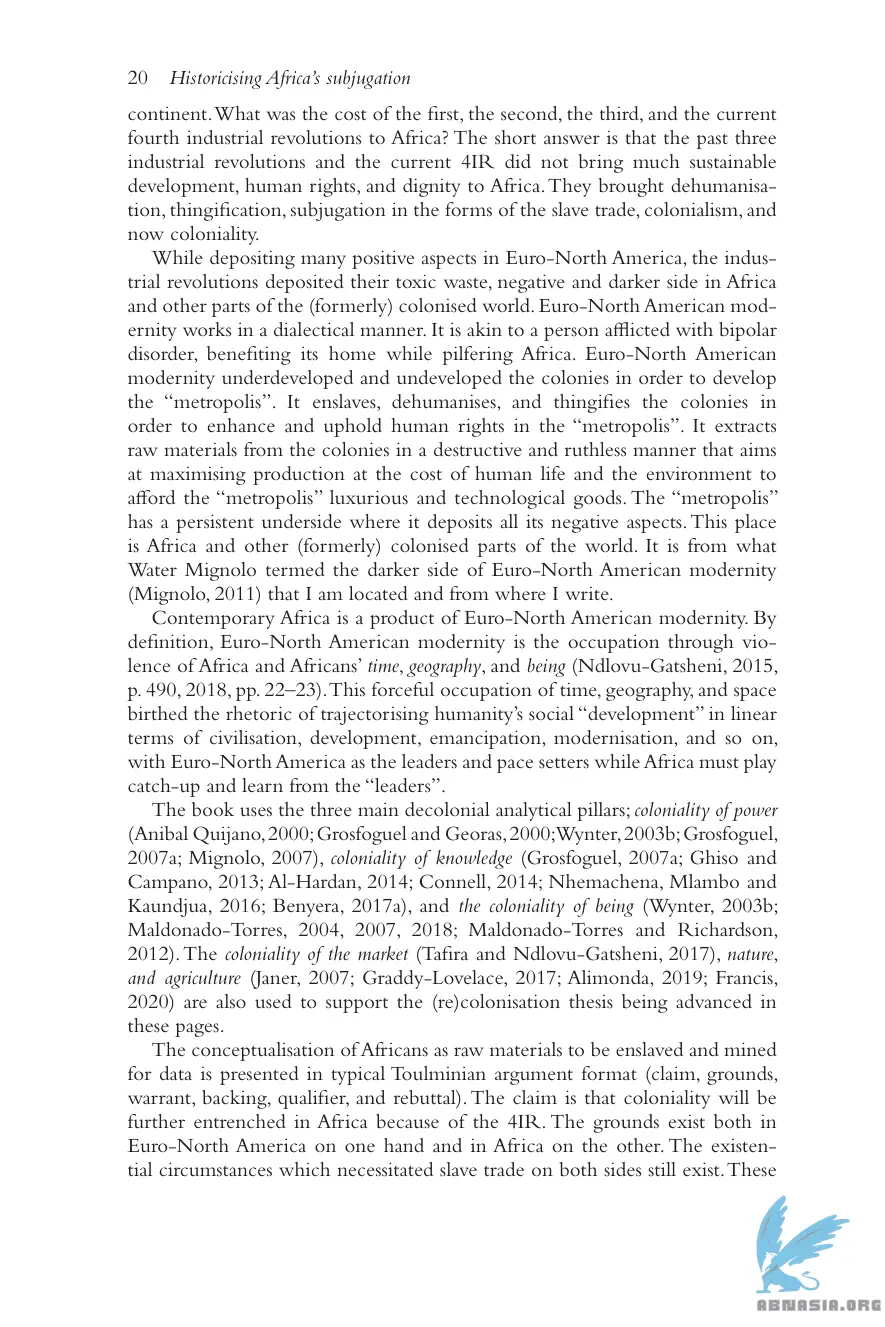 20 Historicising Africa's subjugation
continent. What was the cost of the first, the second, the third, and the current
fourth industrial revolutions to Africa? The short answer is that the past three
industrial revolutions and the current 4IR did not bring much sustainable
development, human rights, and dignity to Africa. They brought dehumanisa-
tion, thingification, subjugation in the forms of the slave trade, colonialism, and
now coloniality.
While depositing many positive aspects in Euro-North America, the indus-
trial revolutions deposited their toxic waste, negative and darker side in Africa
and other parts of the (formerly) colonised world. Euro-North American mod-
ernity works in a dialectical manner. It is akin to a person afflicted with bipolar
disorder, benefiting its home while pilfering Africa. Euro-North American
modernity underdeveloped and undeveloped the colonies in order to develop
the “metropolis”. It enslaves, dehumanises, and thingifies the colonies in
order to enhance and uphold human rights in the “metropolis”. It extracts
raw materials from the colonies in a destructive and ruthless manner that aims
at maximising production at the cost of human life and the environment to
afford the “metropolis” luxurious and technological goods. The “metropolis”
has a persistent underside where it deposits all its negative aspects. This place
is Africa and other (formerly) colonised parts of the world. It is from what
Water Mignolo termed the darker side of Euro-North American modernity
(Mignolo, 2011) that I am located and from where I write.
Contemporary Africa is a product of Euro-North American modernity. By
definition, Euro-North American modernity is the occupation through vio-
lence of Africa and Africans’ time, geography, and being (Ndlovu-Gatsheni, 2015,
p. 490, 2018, pp. 22–23). This forceful occupation of time, geography, and space
birthed the rhetoric of trajectorising humanity’s social “development” in linear
terms of civilisation, development, emancipation, modernisation, and so on,
with Euro-North America as the leaders and pace setters while Africa must play
catch-up and learn from the “leaders”.
The book uses the three main decolonial analytical pillars; coloniality of power
(Anibal Quijano, 2000; Grosfoguel and Georas, 2000; Wynter, 2003b; Grosfoguel,
2007a; Mignolo, 2007), coloniality of knowledge (Grosfoguel, 2007a; Ghiso and
Campano, 2013; Al-Hardan, 2014; Connell, 2014; Nhemachena, Mlambo and
Kaundjua, 2016; Benyera, 2017a), and the coloniality of being (Wynter, 2003b;
Maldonado-Torres, 2004, 2007, 2018; Maldonado-Torres and Richardson,
2012). The coloniality of the market (Tafira and Ndlovu-Gatsheni, 2017), nature,
and agriculture (Janer, 2007; Graddy-Lovelace, 2017; Alimonda, 2019; Francis,
2020) are also used to support the (re)colonisation thesis being advanced in
these pages.
The conceptualisation of Africans as raw materials to be enslaved and mined
for data is presented in typical Toulminian argument format (claim, grounds,
warrant, backing, qualifier, and rebuttal). The claim is that coloniality will be
further entrenched in Africa because of the 4IR. The grounds exist both in
Euro-North America on one hand and in Africa on the other. The existen-
tial circumstances which necessitated slave trade on both sides still exist. These
ABNASIA.ORG